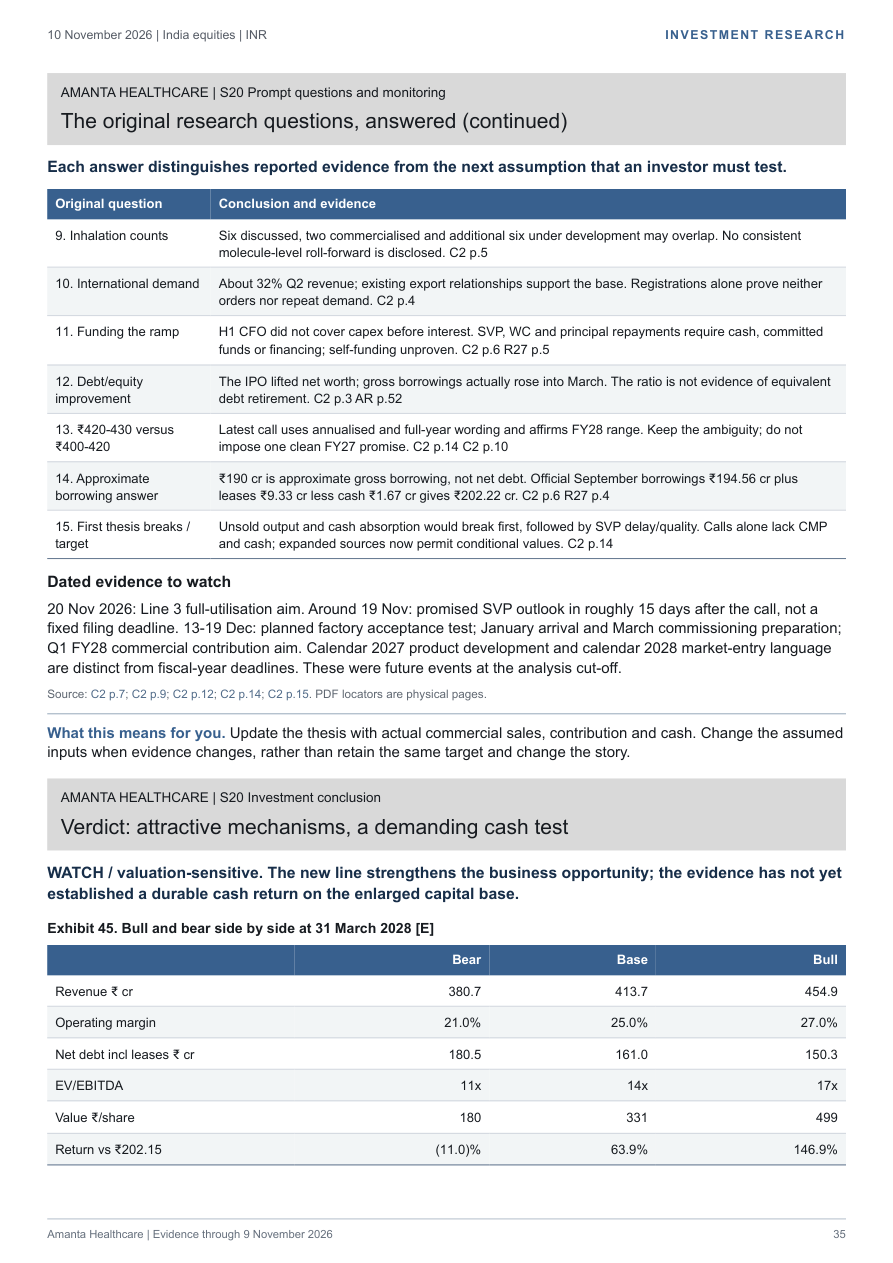 10 November 2026 | India equities | INR
INVESTMENT RESEARCH
AMANTA HEALTHCARE | S20 Prompt questions and monitoring
The original research questions, answered (continued)
Each answer distinguishes reported evidence from the next assumption that an investor must test.
Original question Conclusion and evidence
9. Inhalation counts Six discussed, two commercialised and additional six under development may overlap. No consistent
molecule-level roll-forward is disclosed. C2 p.5
10. International demand About 32% Q2 revenue; existing export relationships support the base. Registrations alone prove neither
orders nor repeat demand. C2 p.4
11. Funding the ramp H1 CFO did not cover capex before interest. SVP, WC and principal repayments require cash, committed
funds or financing; self-funding unproven. C2 p.6 R27 p.5
12. Debt/equity The IPO lifted net worth; gross borrowings actually rose into March. The ratio is not evidence of equivalent
improvement debt retirement. C2 p.3 AR p.52
13. ₹420-430 versus Latest call uses annualised and full-year wording and affirms FY28 range. Keep the ambiguity; do not
₹400-420 impose one clean FY27 promise. C2 p.14 C2 p.10
14. Approximate ₹190 cr is approximate gross borrowing, not net debt. Official September borrowings ₹194.56 cr plus
borrowing answer leases ₹9.33 cr less cash ₹1.67 cr gives ₹202.22 cr. C2 p.6 R27 p.4
15. First thesis breaks / Unsold output and cash absorption would break first, followed by SVP delay/quality. Calls alone lack CMP
target and cash; expanded sources now permit conditional values. C2 p.14
Dated evidence to watch
20 Nov 2026: Line 3 full-utilisation aim. Around 19 Nov: promised SVP outlook in roughly 15 days after the call, not a
fixed filing deadline. 13-19 Dec: planned factory acceptance test; January arrival and March commissioning preparation;
Q1 FY28 commercial contribution aim. Calendar 2027 product development and calendar 2028 market-entry language
are distinct from fiscal-year deadlines. These were future events at the analysis cut-off.
Source: C2 p.7; C2 p.9; C2 p.12; C2 p.14; C2 p.15. PDF locators are physical pages.
What this means for you. Update the thesis with actual commercial sales, contribution and cash. Change the assumed
inputs when evidence changes, rather than retain the same target and change the story.
AMANTA HEALTHCARE | S20 Investment conclusion
Verdict: attractive mechanisms, a demanding cash test
WATCH / valuation-sensitive. The new line strengthens the business opportunity; the evidence has not yet
established a durable cash return on the enlarged capital base.
Exhibit 45. Bull and bear side by side at 31 March 2028 [E]
Bear Base Bull
Revenue ₹ cr 380.7 413.7 454.9
Operating margin 21.0% 25.0% 27.0%
Net debt incl leases ₹ cr 180.5 161.0 150.3
EV/EBITDA 11x 14x 17x
Value ₹/share 180 331 499
Return vs ₹202.15 (11.0)% 63.9% 146.9%
Amanta Healthcare | Evidence through 9 November 2026
35